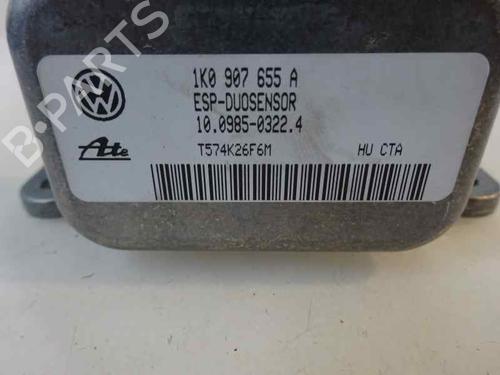 1K0 907 655 A
ESP-DUOSENSOR
10.0985-0322.4
Ate
T574K26F6M HU CTA
B-PARTS